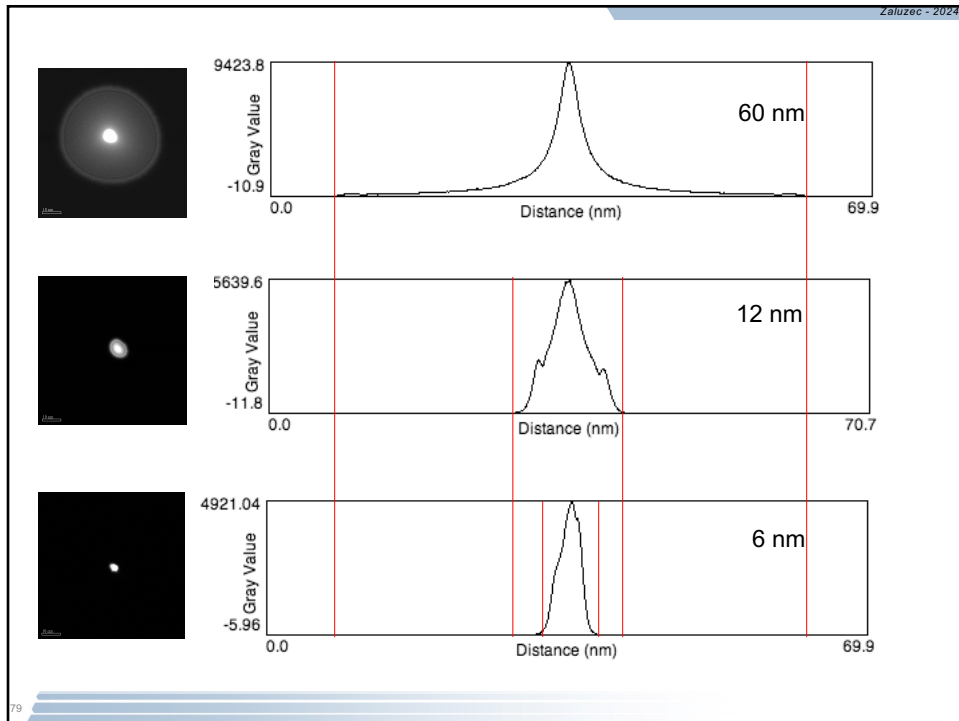 Zaluzec - 2024
9423.8
Gray Value
60 nm
-10.9
0.0
Distance (nm)
69.9
5639.6
Gray Value
12 nm
-11.8
0.0
Distance (nm)
70.7
4921.04
Gray Value
6 nm
-5.96
0.0
Distance (nm)
69.9
79